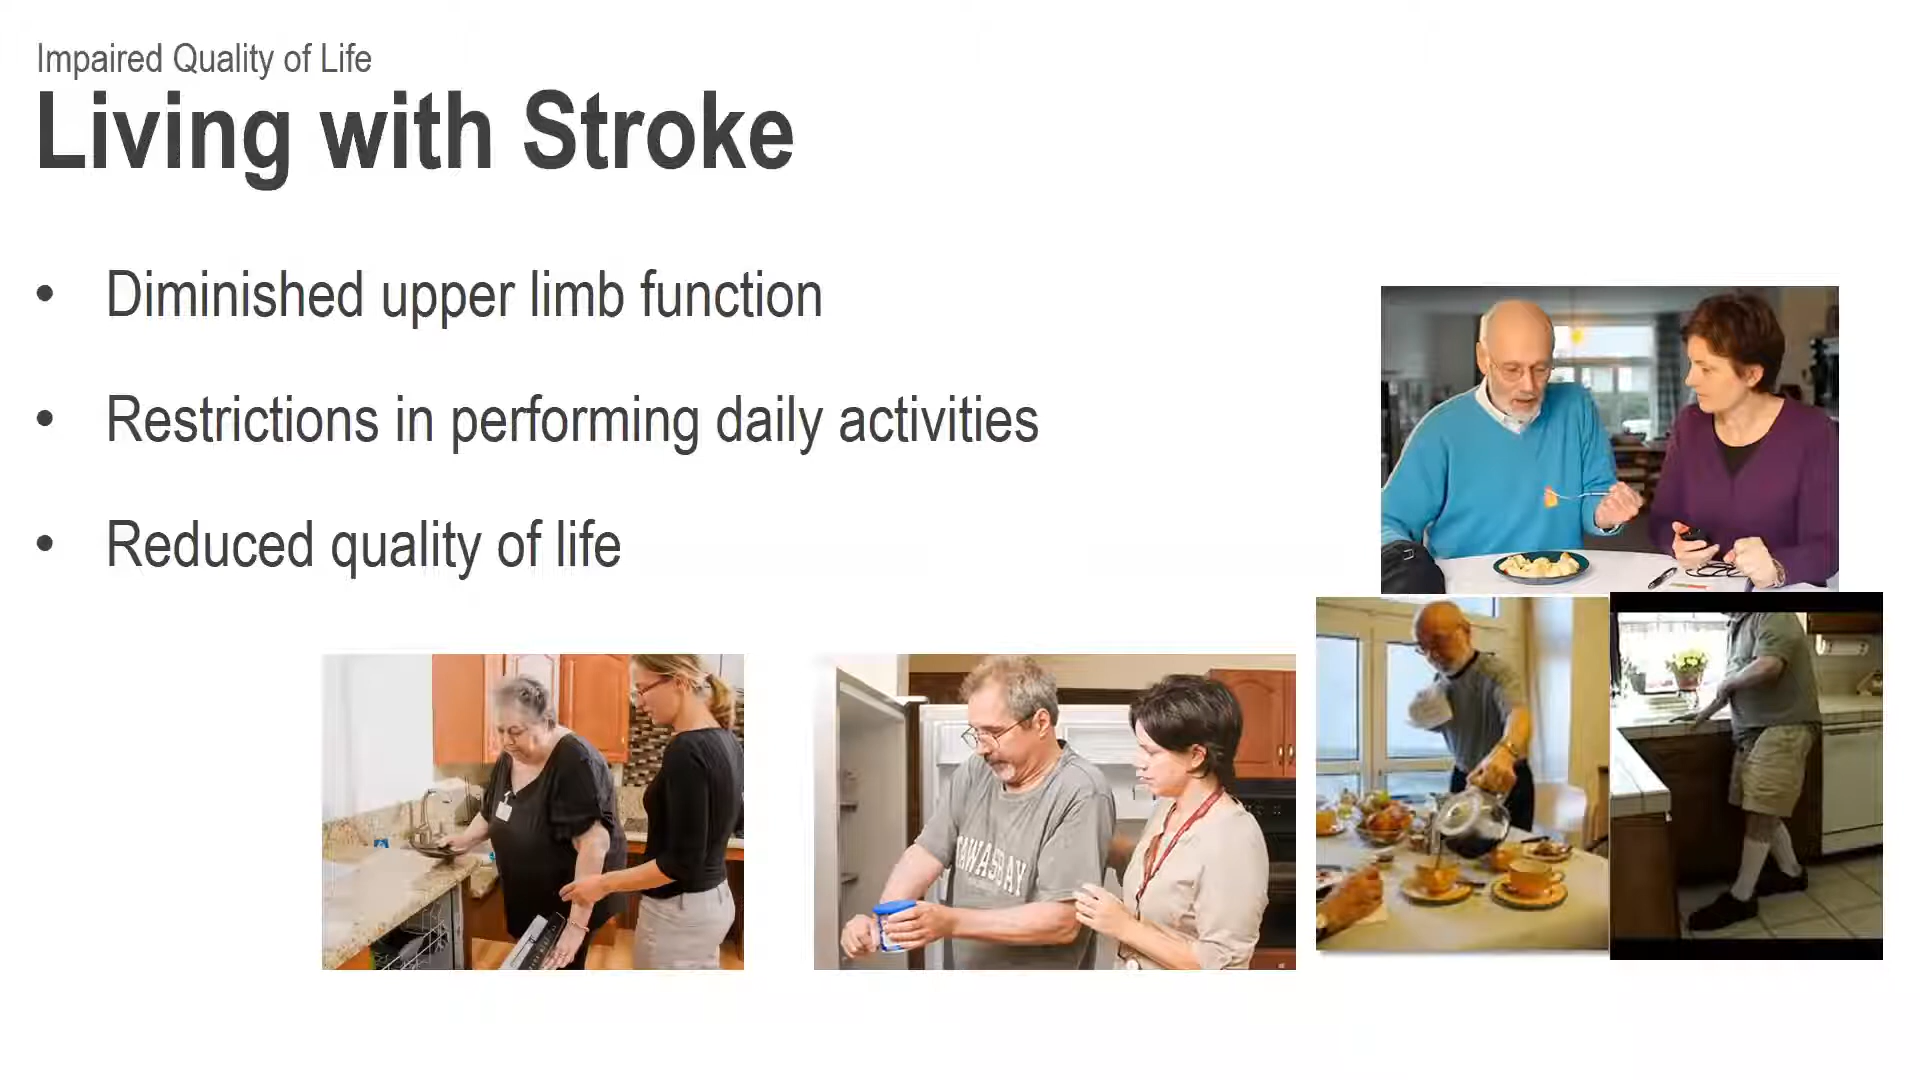 Impaired Quality of Life
Living with Stroke
• Diminished upper limb function
• Restrictions in performing daily activities
• Reduced quality of life